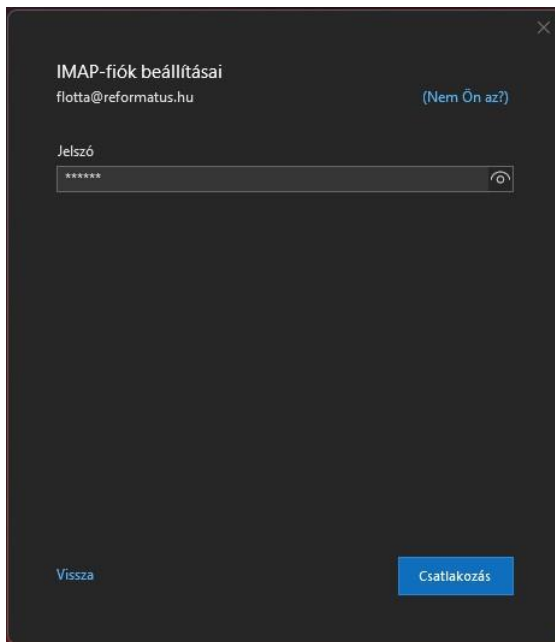 IMAP-fiók beállításai
flotta@reformatus.hu (Nem Ön az?)
Jelszó
******
Vissza Csatlakozás